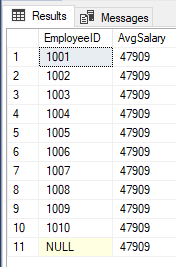 Results Messages
EmployeeID AvgSalary
1 1001 47909
2 1002 47909
3 1003 47909
4 1004 47909
5 1005 47909
6 1006 47909
7 1007 47909
8 1008 47909
9 1009 47909
10 1010 47909
11 NULL 47909